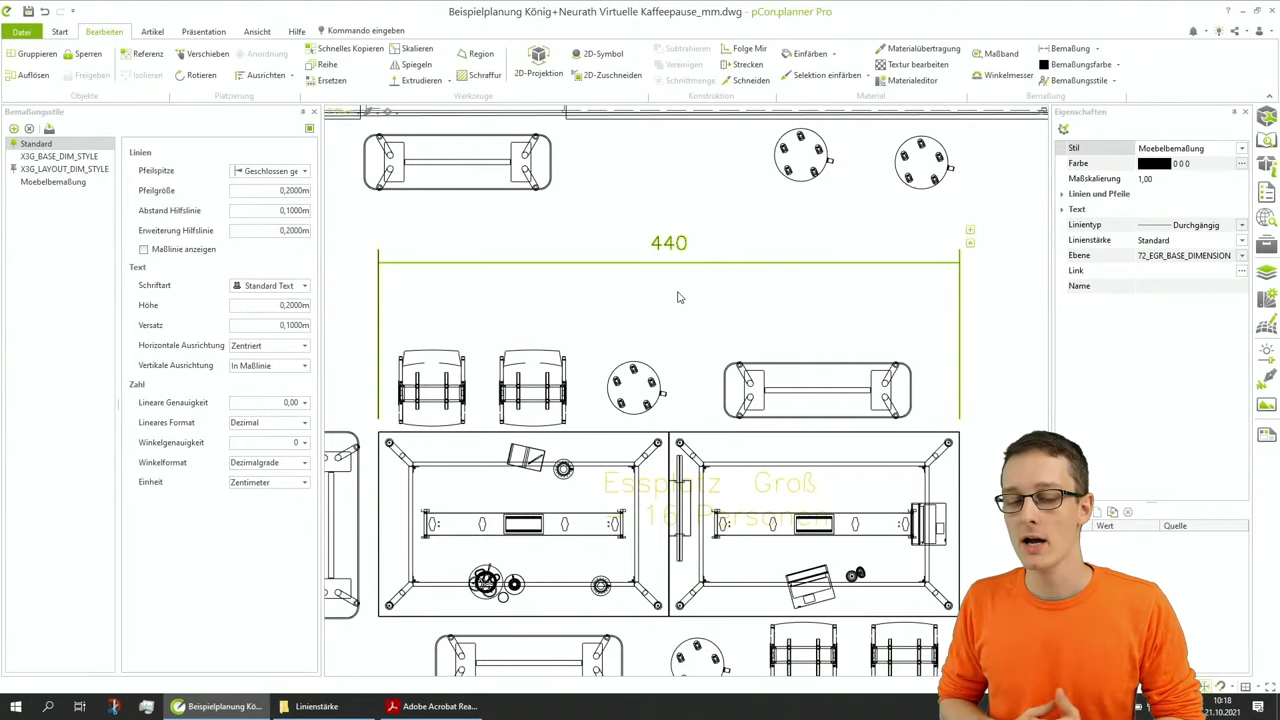 Beispielplanung König+Neurath Virtuelle Kaffeepause_mm.dwg - pCon.planner Pro
Datei Start Bearbeiten Artikel Präsentation Ansicht Hilfe Kommando eingeben
Gruppieren Sperren Referenz Verschieben Anordnung Schnelles Kopieren Skalieren Region 2D-Symbol Subtrahieren Folge Mir Einfärben Materialübertragung Maßband Bemaßung
Reihe Spiegeln 2D-Projektion Vereinigen Strecken Textur bearbeiten Bemaßungsfarbe
Auflösen Freigeben Isolieren Rotieren Ausrichten Ersetzen Extrudieren Schraffur 2D-Zuschneiden Schnittmenge Schneiden Selektion einfärben Materialeditor Winkelmesser Bemaßungsstile
Objekte Platzierung Werkzeuge Konstruktion Material Bemaßung
Bemaßungsstile
Standard
X3G_BASE_DIM_STYLE
X3G_LAYOUT_DIM_STYLE
Moebelbemaßung
Linien
Pfeilspitze Geschlossen ge
Pfeilgröße 0,2000m
Abstand Hilfslinie 0,1000m
Erweiterung Hilfslinie 0,2000m
Maßlinie anzeigen
Text
Schriftart Standard Text
Höhe 0,2000m
Versatz 0,1000m
Horizontale Ausrichtung Zentriert
Vertikale Ausrichtung In Maßlinie
Zahl
Lineare Genauigkeit 0,00
Lineares Format Dezimal
Winkelgenauigkeit 0
Winkelformat Dezimalgrade
Einheit Zentimeter
440
Essplatz Groß
16 Personen
Eigenschaften
Stil Moebelbemaßung
Farbe 0 0 0
Maßskalierung 1,00
Linien und Pfeile
Text
Linientyp Durchgängig
Linienstärke Standard
Ebene 72_EGR_BASE_DIMENSION
Link
Name
Wert Quelle
Beispielplanung Kö... Linienstärke Adobe Acrobat Rea...
10:18
21.10.2021